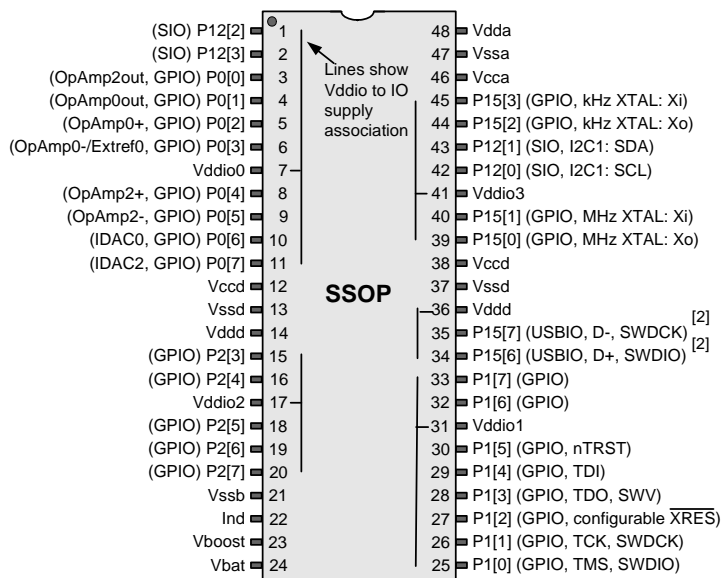 (SIO) P12[2] 1 48 Vdda
(SIO) P12[3] 2 47 Vssa
(OpAmp2out, GPIO) P0[0] 3 46 Vcca
(OpAmp0out, GPIO) P0[1] 4 45 P15[3] (GPIO, kHz XTAL: Xi)
(OpAmp0+, GPIO) P0[2] 5 44 P15[2] (GPIO, kHz XTAL: Xo)
(OpAmp0-/Extref0, GPIO) P0[3] 6 43 P12[1] (SIO, I2C1: SDA)
Vddio0 7 42 P12[0] (SIO, I2C1: SCL)
(OpAmp2+, GPIO) P0[4] 8 41 Vddio3
(OpAmp2-, GPIO) P0[5] 9 40 P15[1] (GPIO, MHz XTAL: Xi)
(IDAC0, GPIO) P0[6] 10 39 P15[0] (GPIO, MHz XTAL: Xo)
(IDAC2, GPIO) P0[7] 11 38 Vccd
Vccd 12 37 Vssd
Vssd 13 36 Vddd
Vddd 14 35 P15[7] (USBIO, D-, SWDCK) [2]
(GPIO) P2[3] 15 34 P15[6] (USBIO, D+, SWDIO) [2]
(GPIO) P2[4] 16 33 P1[7] (GPIO)
Vddio2 17 32 P1[6] (GPIO)
(GPIO) P2[5] 18 31 Vddio1
(GPIO) P2[6] 19 30 P1[5] (GPIO, nTRST)
(GPIO) P2[7] 20 29 P1[4] (GPIO, TDI)
Vssb 21 28 P1[3] (GPIO, TDO, SWV)
Ind 22 27 P1[2] (GPIO, configurable XRES)
Vboost 23 26 P1[1] (GPIO, TCK, SWDCK)
Vbat 24 25 P1[0] (GPIO, TMS, SWDIO)
Lines show
Vddio to IO
supply
association
SSOP